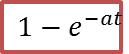 1 − e^{−at}